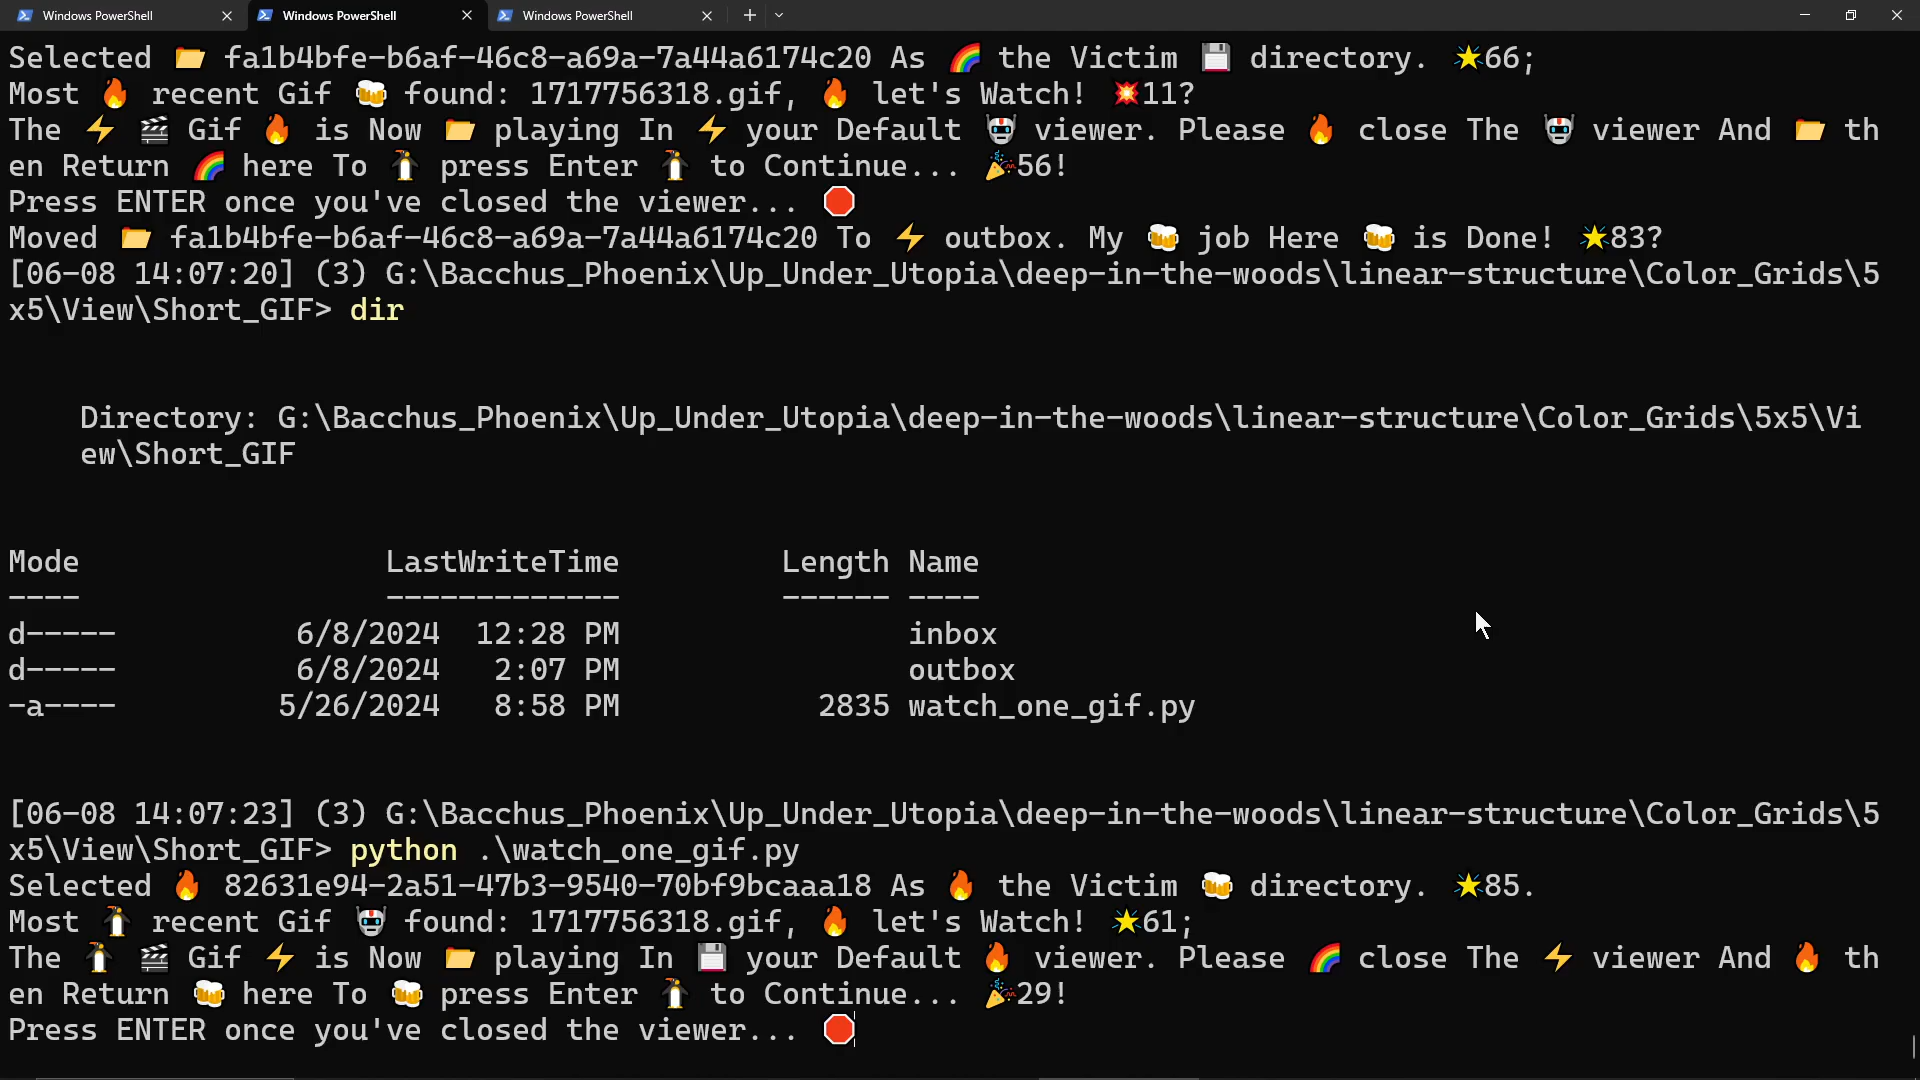 Windows PowerShell Windows PowerShell Windows PowerShell
Selected 📂 fa1b4bfe-b6af-46c8-a69a-7a44a6174c20 As 🌈 the Victim 💾 directory. 🌟66;
Most 🔥 recent Gif 🍻 found: 1717756318.gif, 🔥 let's Watch! 💥11?
The ⚡ 🎬 Gif 🔥 is Now 📂 playing In ⚡ your Default 🤖 viewer. Please 🔥 close The 🤖 viewer And 📂 th
en Return 🌈 here To 🐧 press Enter 🐧 to Continue... 🎉56!
Press ENTER once you've closed the viewer... 🛑
Moved 📂 fa1b4bfe-b6af-46c8-a69a-7a44a6174c20 To ⚡ outbox. My 🍻 job Here 🍻 is Done! 🌟83?
[06-08 14:07:20] (3) G:\Bacchus_Phoenix\Up_Under_Utopia\deep-in-the-woods\linear-structure\Color_Grids\5
x5\View\Short_GIF> dir
Directory: G:\Bacchus_Phoenix\Up_Under_Utopia\deep-in-the-woods\linear-structure\Color_Grids\5x5\Vi
ew\Short_GIF
Mode LastWriteTime Length Name
---- ------------- ------ ----
d----- 6/8/2024 12:28 PM inbox
d----- 6/8/2024 2:07 PM outbox
-a---- 5/26/2024 8:58 PM 2835 watch_one_gif.py
[06-08 14:07:23] (3) G:\Bacchus_Phoenix\Up_Under_Utopia\deep-in-the-woods\linear-structure\Color_Grids\5
x5\View\Short_GIF> python .\watch_one_gif.py
Selected 🔥 82631e94-2a51-47b3-9540-70bf9bcaaa18 As 🔥 the Victim 🍻 directory. 🌟85.
Most 🐧 recent Gif 🤖 found: 1717756318.gif, 🔥 let's Watch! 🌟61;
The 🐧 🎬 Gif ⚡ is Now 📂 playing In 💾 your Default 🔥 viewer. Please 🌈 close The ⚡ viewer And 🔥 th
en Return 🍻 here To 🍻 press Enter 🐧 to Continue... 🎉29!
Press ENTER once you've closed the viewer... 🛑